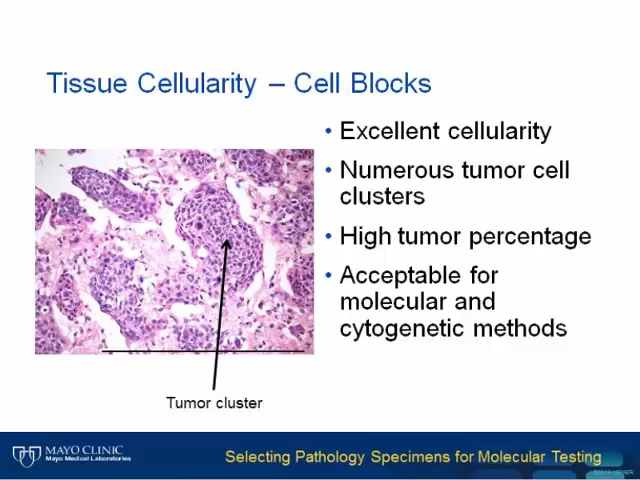 Tissue Cellularity – Cell Blocks
• Excellent cellularity
• Numerous tumor cell
clusters
• High tumor percentage
• Acceptable for
molecular and
cytogenetic methods
Tumor cluster
MAYO CLINIC
Mayo Medical Laboratories
Selecting Pathology Specimens for Molecular Testing